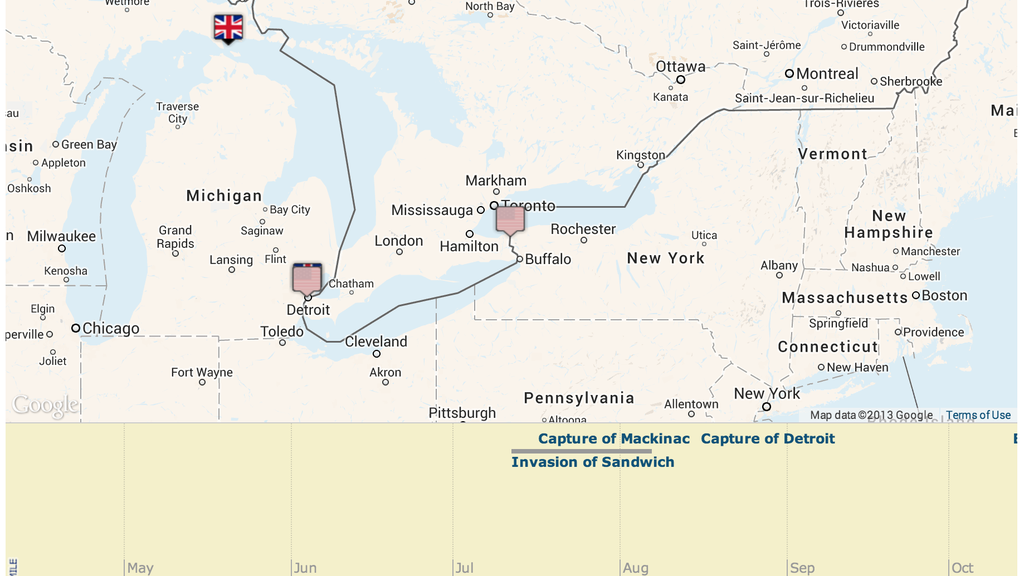 Wetmore
North Bay
Trois-Rivières
Victoriaville
Saint-Jérôme
Drummondville
Ottawa
Montreal
Sherbrooke
Kanata
Saint-Jean-sur-Richelieu
Traverse
City
Green Bay
Appleton
Oshkosh
Kingston
Vermont
Markham
Michigan
Toronto
Mississauga
Bay City
Saginaw
New
Hampshire
Milwaukee
Grand
Rapids
Hamilton
Rochester
London
Utica
Manchester
Lansing
Flint
Buffalo
New York
Albany
Nashua
Lowell
Kenosha
Chatham
Massachusetts
Boston
Elgin
Detroit
Springfield
Chicago
Toledo
Cleveland
Providence
Connecticut
Joliet
New Haven
Fort Wayne
Akron
Pennsylvania
New York
Allentown
Google
Pittsburgh
Altoona
Map data ©2013 Google
Terms of Use
Rhode Island
Capture of Mackinac
Capture of Detroit
Invasion of Sandwich
May
Jun
Jul
Aug
Sep
Oct